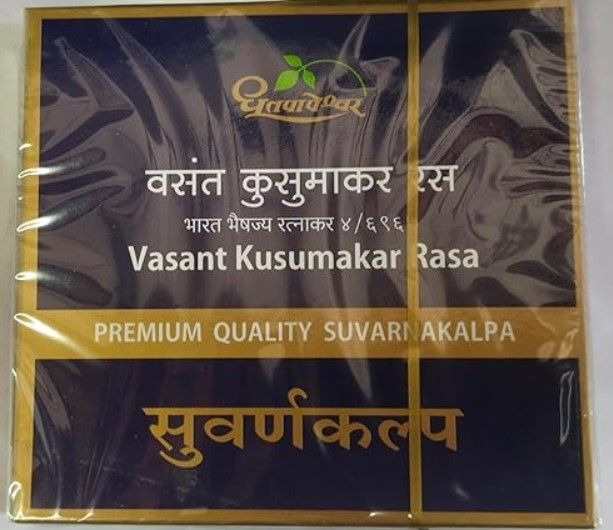 धूतपापेश्वर
वसंत कुसुमाकर रस
भारत भैषज्य रत्नाकर ४/६९६
Vasant Kusumakar Rasa
PREMIUM QUALITY SUVARNAKALPA
सुवर्णकल्प